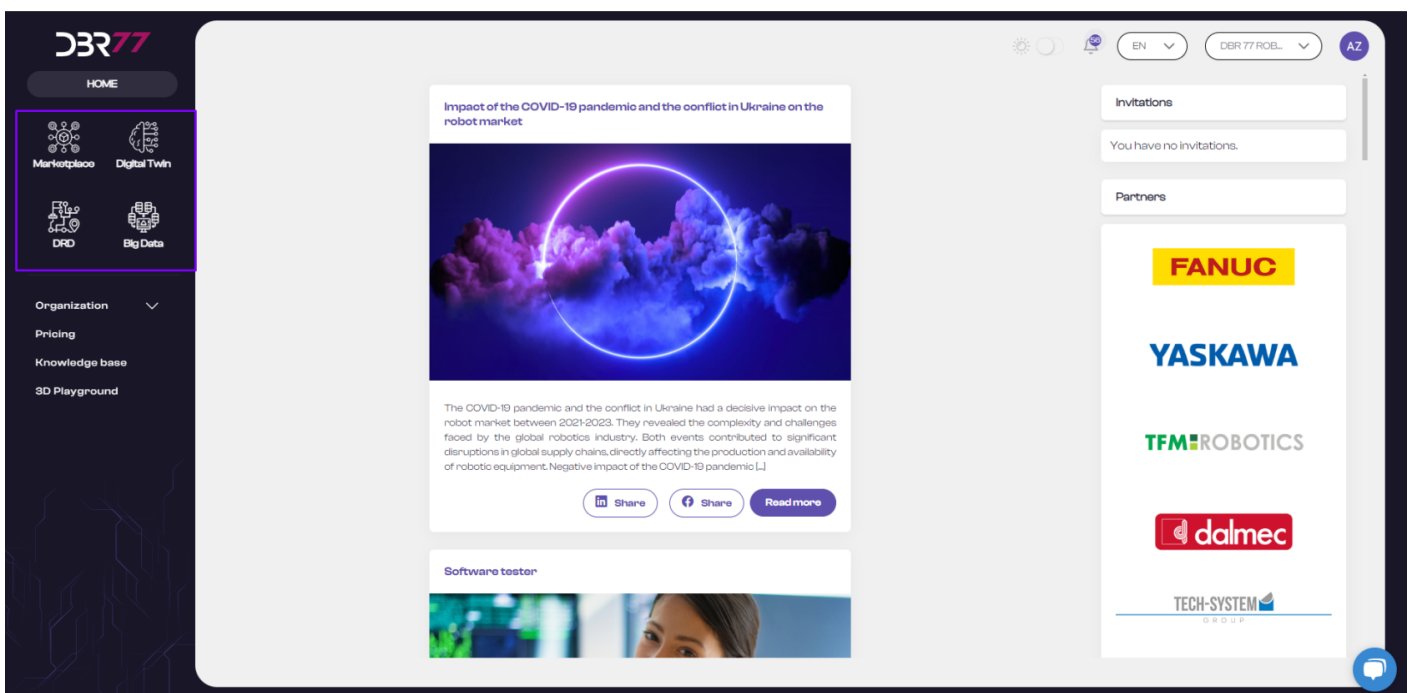 DBR77
HOME
Marketplace
Digital Twin
DRD
Big Data
Organization
Pricing
Knowledge base
3D Playground
56
EN
DBR 77 ROB...
AZ
Impact of the COVID-19 pandemic and the conflict in Ukraine on the
robot market
The COVID-19 pandemic and the conflict in Ukraine had a decisive impact on the
robot market between 2021-2023. They revealed the complexity and challenges
faced by the global robotics industry. Both events contributed to significant
disruptions in global supply chains, directly affecting the production and availability
of robotic equipment. Negative impact of the COVID-19 pandemic [...]
in Share
Share
Read more
Software tester
Invitations
You have no invitations.
Partners
FANUC
YASKAWA
TFM ROBOTICS
dalmec
TECH-SYSTEM
GROUP